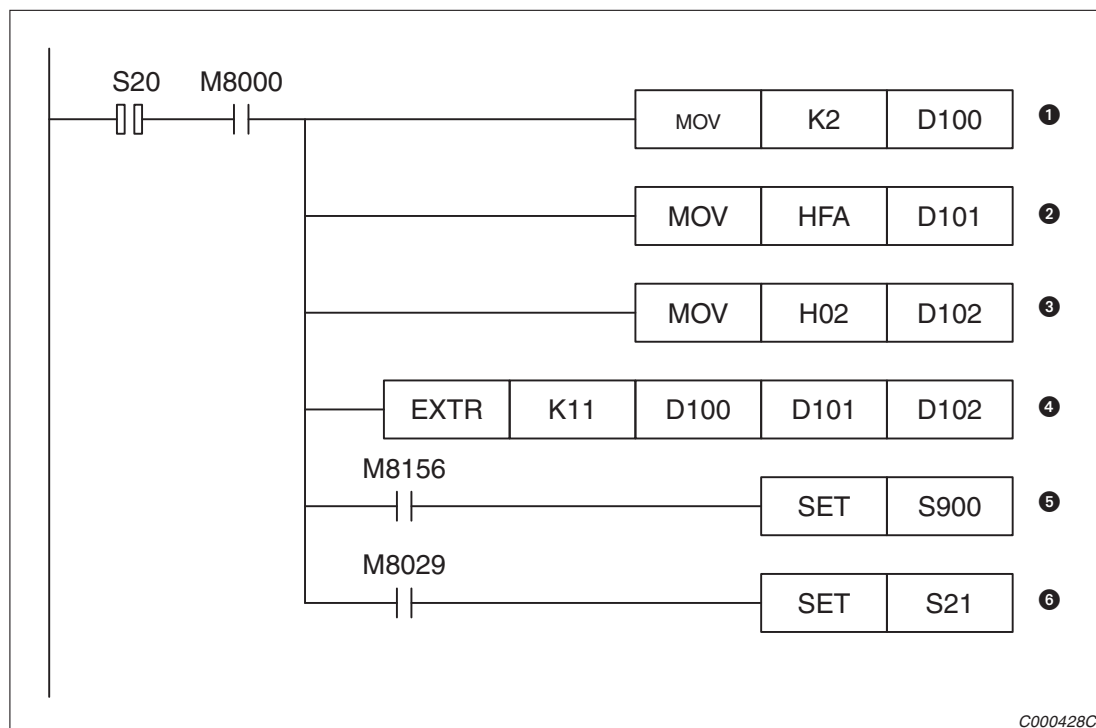 S20 M8000
MOV K2 D100 ❶
MOV HFA D101 ❷
MOV H02 D102 ❸
EXTR K11 D100 D101 D102 ❹
M8156
SET S900 ❺
M8029
SET S21 ❻
C000428C